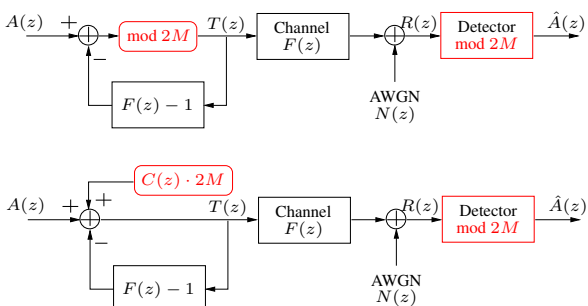 A(z) + mod 2M T(z) Channel F(z) R(z) Detector mod 2M Â(z)
−
F(z) − 1
AWGN
N(z)
C(z) · 2M
A(z) + + T(z) Channel F(z) R(z) Detector mod 2M Â(z)
−
F(z) − 1
AWGN
N(z)